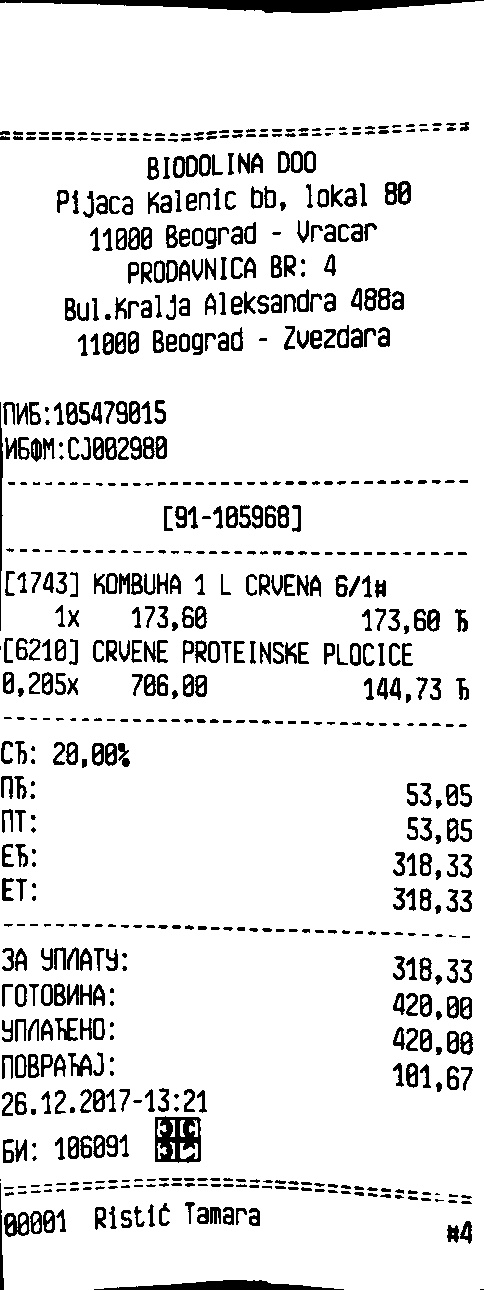 BIODOLINA DOO
Pijaca Kalenic bb, lokal 80
11000 Beograd - Vracar
PRODAVNICA BR: 4
Bul.Kralja Aleksandra 488a
11000 Beograd - Zvezdara
ПИБ:105479015
ИБФМ:CJ002980
[91-105968]
[1743] KOMBUHA 1 L CRVENA 6/1#
1x 173,60 173,60 Ђ
[6210] CRVENE PROTEINSKE PLOCICE
0,205x 706,00 144,73 Ђ
СЂ: 20,00%
ПЂ: 53,05
ПТ: 53,05
ЕЂ: 318,33
ЕТ: 318,33
ЗА УПЛАТУ: 318,33
ГОТОВИНА: 420,00
УПЛАЋЕНО: 420,00
ПОВРАЋАЈ: 101,67
26.12.2017-13:21
БИ: 106091
00001 Ristić Tamara #4